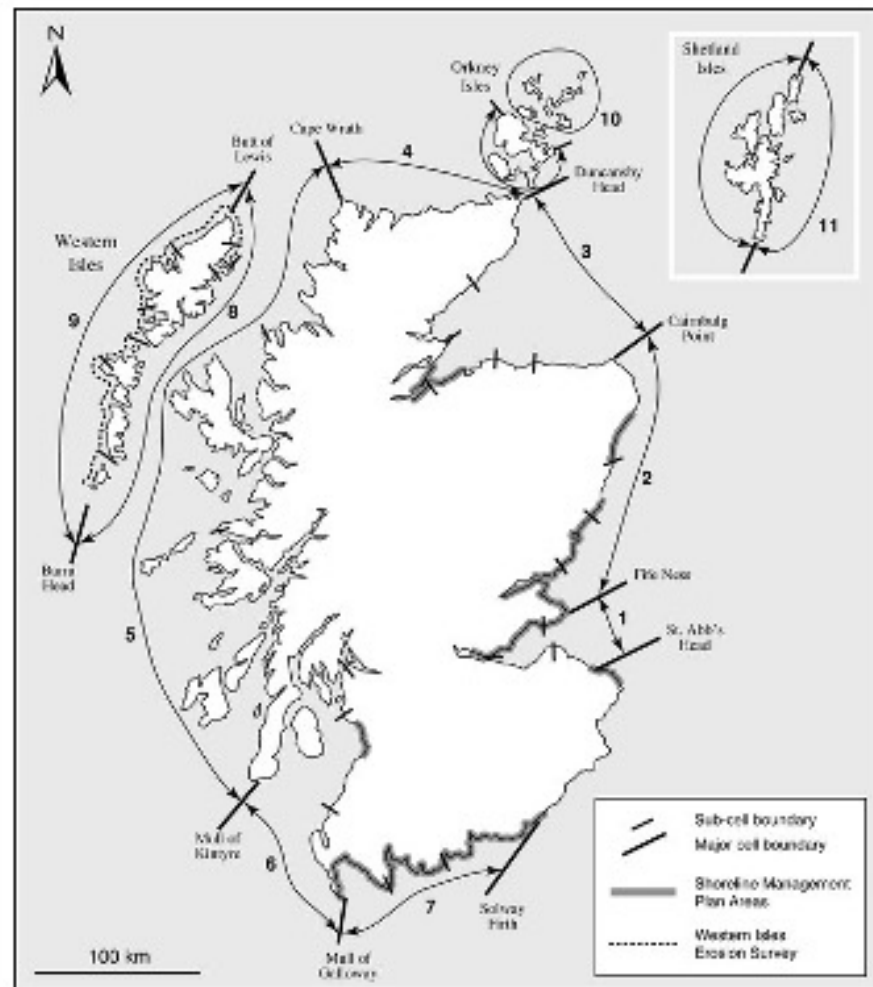 N
Orkney
Isles
Shetland
Isles
Cape Wrath
4
10
Butt of
Lewis
Duncansby
Head
11
Western
Isles
3
9
8
Cairnbulg
Point
2
Barra
Head
Fife Ness
1
St. Abb's
Head
5
Mull of
Kintyre
6
7
Solway
Firth
Mull of
Galloway
100 km
Sub-cell boundary
Major cell boundary
Shoreline Management
Plan Areas
Western Isles
Erosion Survey